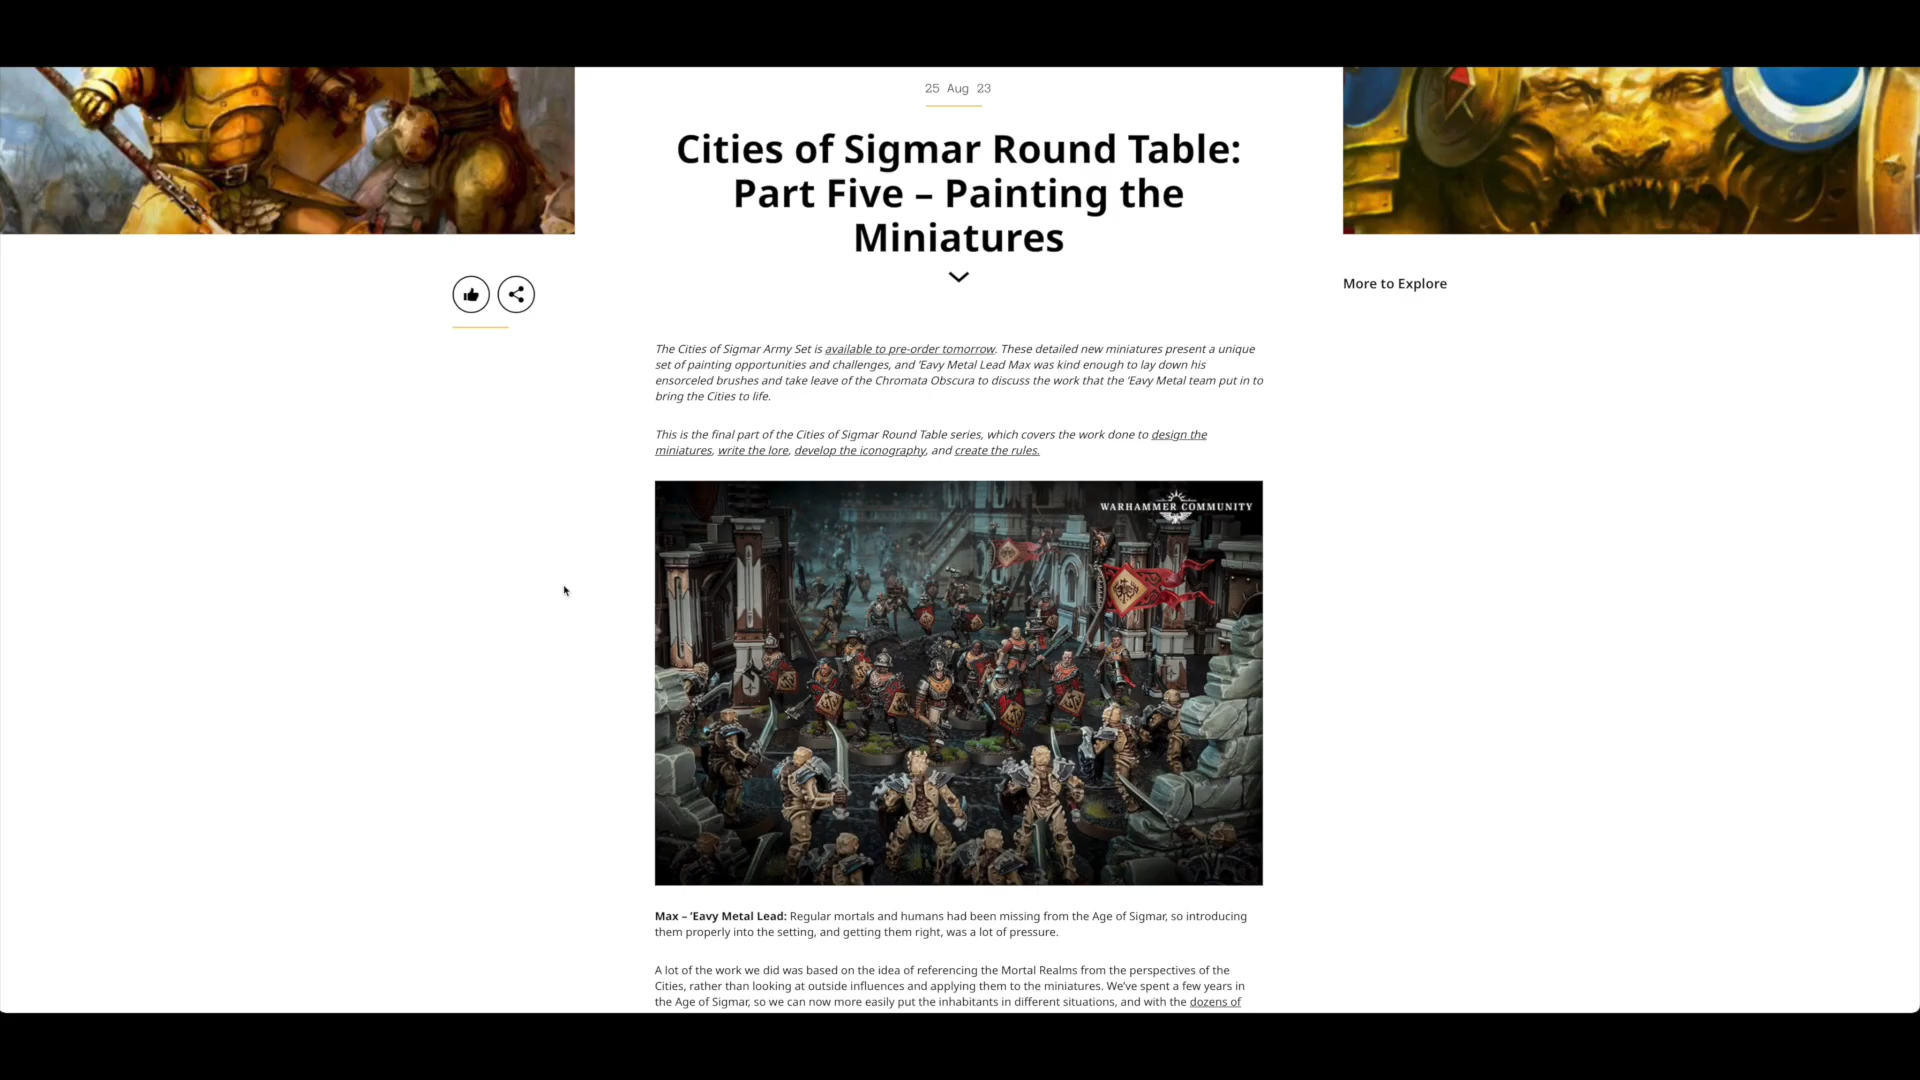 25 Aug 23
Cities of Sigmar Round Table:
Part Five – Painting the
Miniatures
More to Explore
The Cities of Sigmar Army Set is available to pre-order tomorrow. These detailed new miniatures present a unique
set of painting opportunities and challenges, and ’Eavy Metal Lead Max was kind enough to lay down his
ensorceled brushes and take leave of the Chromata Obscura to discuss the work that the ’Eavy Metal team put in to
bring the Cities to life.
This is the final part of the Cities of Sigmar Round Table series, which covers the work done to design the
miniatures, write the lore, develop the iconography, and create the rules.
WARHAMMER COMMUNITY
Max – ’Eavy Metal Lead: Regular mortals and humans had been missing from the Age of Sigmar, so introducing
them properly into the setting, and getting them right, was a lot of pressure.
A lot of the work we did was based on the idea of referencing the Mortal Realms from the perspectives of the
Cities, rather than looking at outside influences and applying them to the miniatures. We’ve spent a few years in
the Age of Sigmar, so we can now more easily put the inhabitants in different situations, and with the dozens of